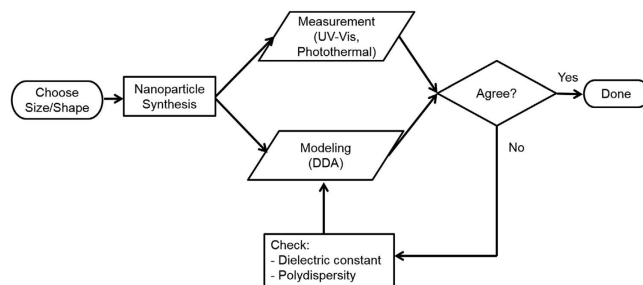 Choose
Size/Shape
Nanoparticle
Synthesis
Measurement
(UV-Vis,
Photothermal)
Modeling
(DDA)
Agree?
Yes
Done
No
Check:
- Dielectric constant
- Polydispersity